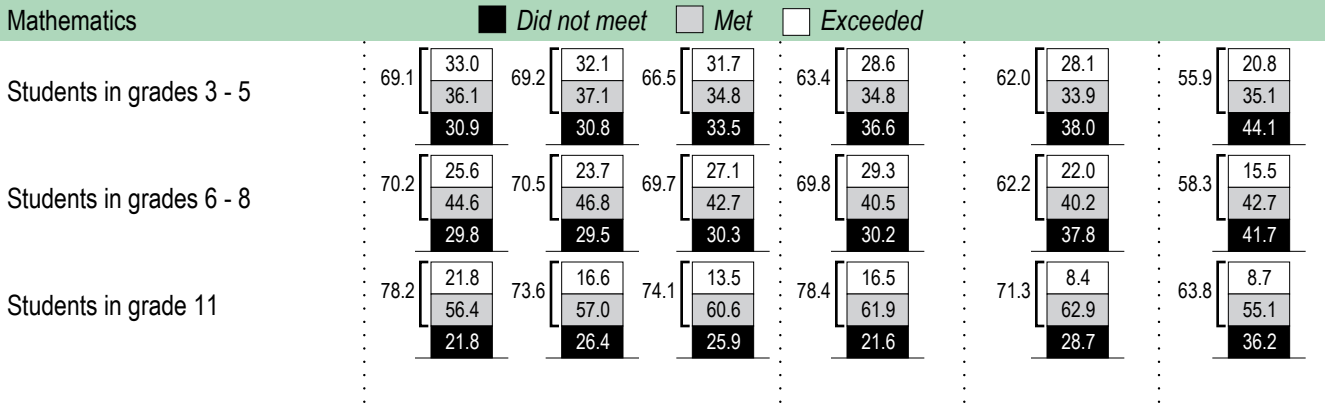 Mathematics Did not meet Met Exceeded
33.0 32.1 31.7 28.6 28.1 20.8
69.1 69.2 66.5 63.4 62.0 55.9
Students in grades 3 - 5 36.1 37.1 34.8 34.8 33.9 35.1
30.9 30.8 33.5 36.6 38.0 44.1
25.6 23.7 27.1 29.3 22.0 15.5
70.2 70.5 69.7 69.8 62.2 58.3
Students in grades 6 - 8 44.6 46.8 42.7 40.5 40.2 42.7
29.8 29.5 30.3 30.2 37.8 41.7
21.8 16.6 13.5 16.5 8.4 8.7
78.2 73.6 74.1 78.4 71.3 63.8
Students in grade 11 56.4 57.0 60.6 61.9 62.9 55.1
21.8 26.4 25.9 21.6 28.7 36.2